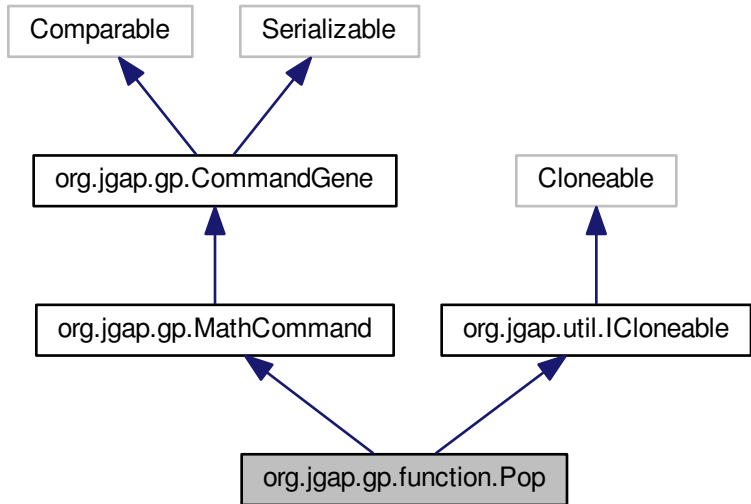 Comparable
Serializable
org.jgap.gp.CommandGene
Cloneable
org.jgap.gp.MathCommand
org.jgap.util.ICloneable
org.jgap.gp.function.Pop